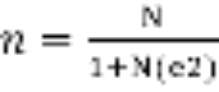 n = N / 1+N(e2)